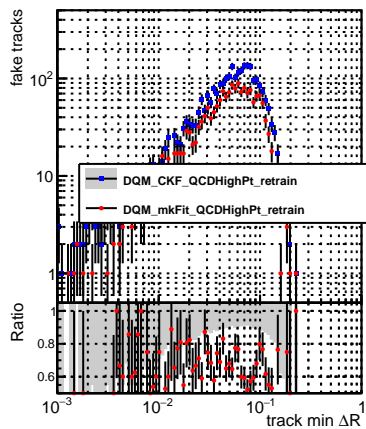 fake tracks
10²
10
1
DQM_CKF_QCDHighPt_retrain
DQM_mkFit_QCDHighPt_retrain
Ratio
1
0.8
0.6
10⁻³ 10⁻² 10⁻¹ 1
track min ΔR